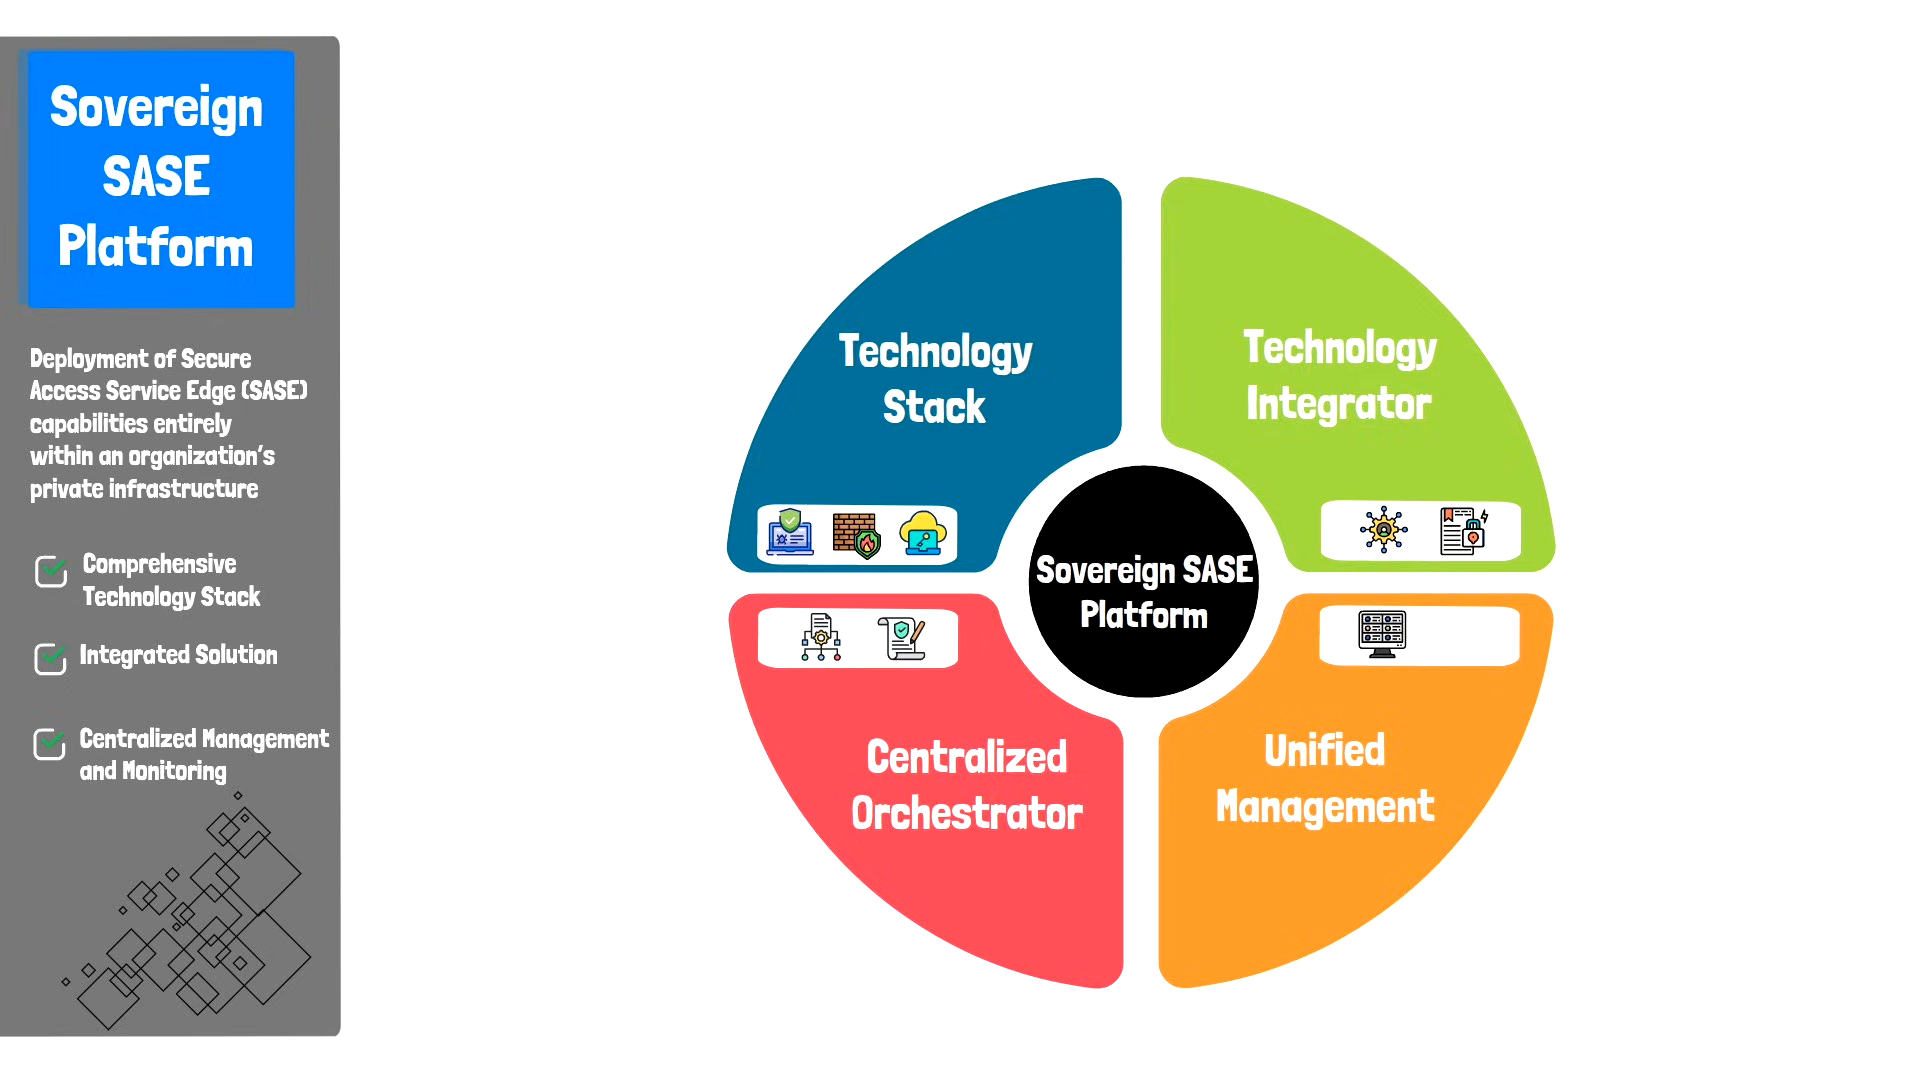 Sovereign
SASE
Platform
Deployment of Secure
Access Service Edge (SASE)
capabilities entirely
within an organization's
private infrastructure
Comprehensive
Technology Stack
Integrated Solution
Centralized Management
and Monitoring
Technology
Stack
Technology
Integrator
Sovereign SASE
Platform
Centralized
Orchestrator
Unified
Management